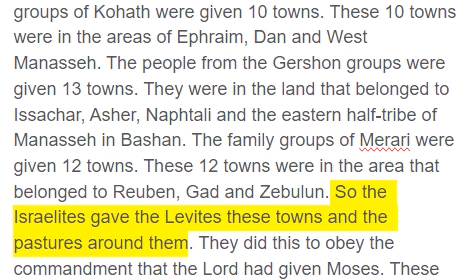 groups of Kohath were given 10 towns. These 10 towns
were in the areas of Ephraim, Dan and West
Manasseh. The people from the Gershon groups were
given 13 towns. They were in the land that belonged to
Issachar, Asher, Naphtali and the eastern half-tribe of
Manasseh in Bashan. The family groups of Merari were
given 12 towns. These 12 towns were in the area that
belonged to Reuben, Gad and Zebulun. So the
Israelites gave the Levites these towns and the
pastures around them. They did this to obey the
commandment that the Lord had given Moses. These